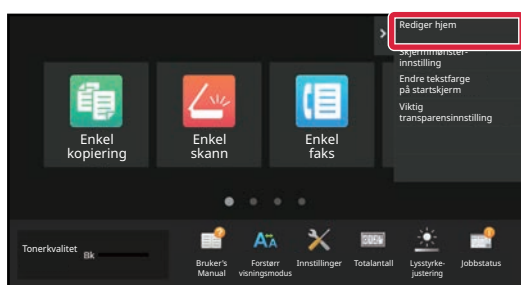 Rediger hjem
Skjermmønster-
innstilling
Endre tekstfarge
på startskjerm
Viktig
transparensinnstilling
Enkel
kopiering
Enkel
skann
Enkel
faks
Tonerkvalitet
Bk
Bruker's
Manual
Forstørr
visningsmodus
Innstillinger
Totalantall
Lysstyrke-
justering
Jobbstatus